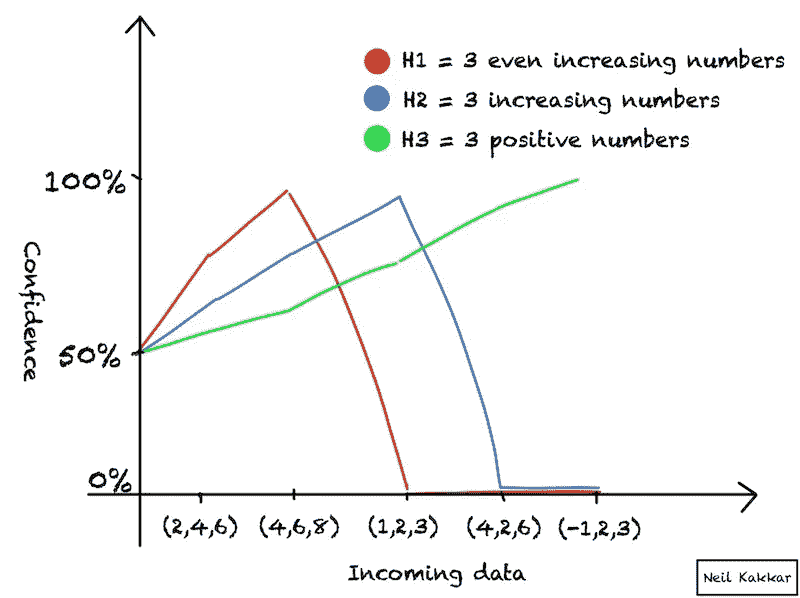 H1 = 3 even increasing numbers
H2 = 3 increasing numbers
H3 = 3 positive numbers
100%
Confidence
50%
0%
(2,4,6) (4,6,8) (1,2,3) (4,2,6) (-1,2,3)
Incoming data
Neil Kakkar